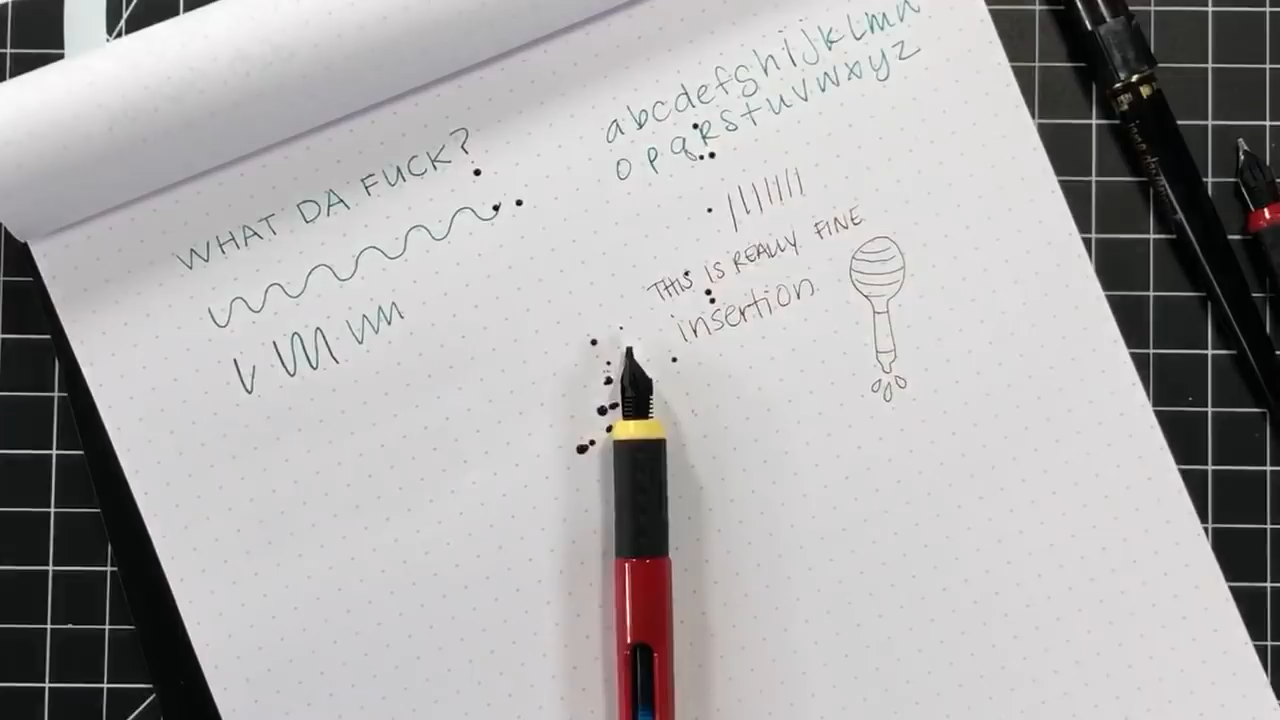 WHAT DA FUCK?
abcdefghijklmn
opqRstuvwxyz
THIS IS REALLY FINE
insertion